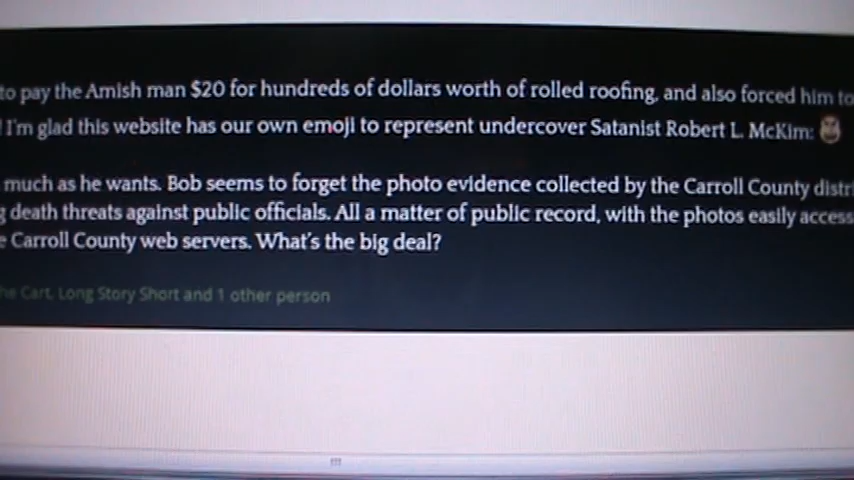 to pay the Amish man $20 for hundreds of dollars worth of rolled roofing, and also forced him to
I'm glad this website has our own emoji to represent undercover Satanist Robert L. McKim:
much as he wants. Bob seems to forget the photo evidence collected by the Carroll County distri
g death threats against public officials. All a matter of public record, with the photos easily access
e Carroll County web servers. What's the big deal?
he Cart, Long Story Short and 1 other person